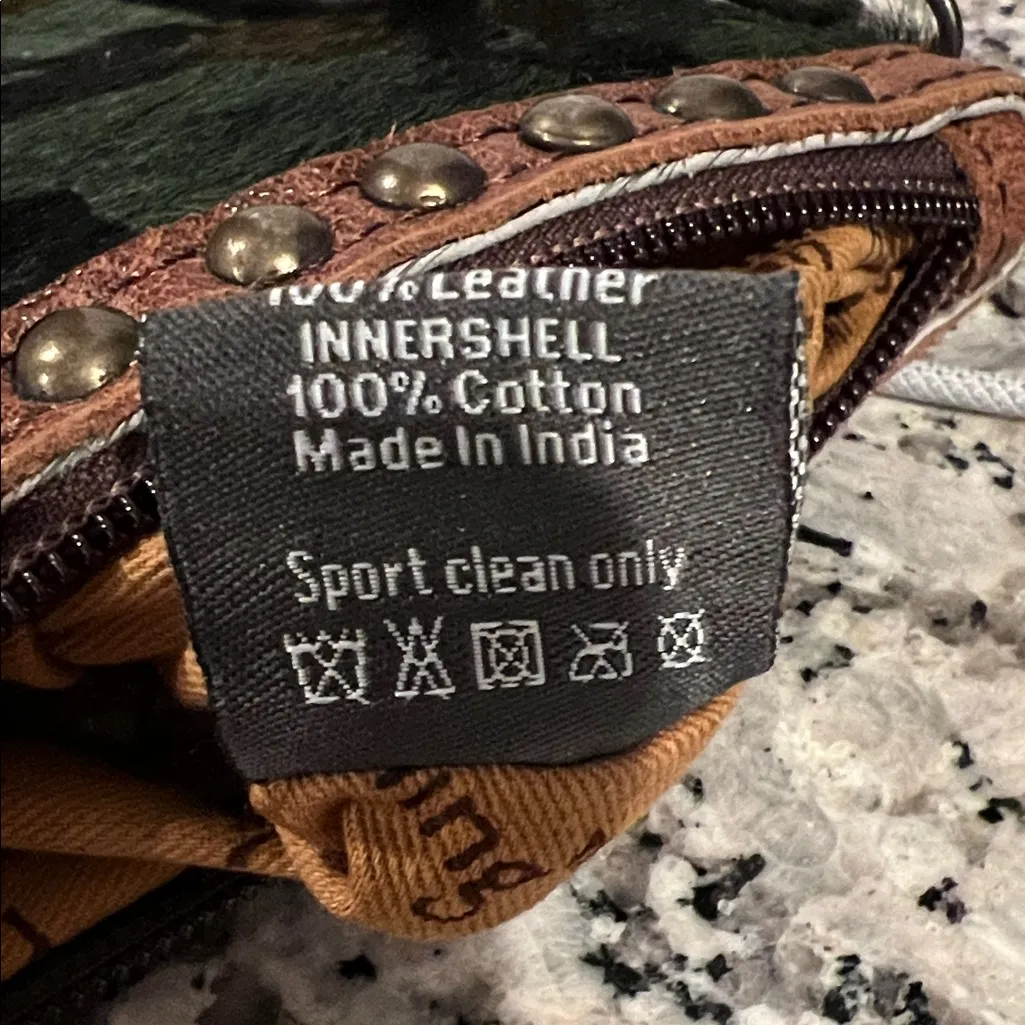 100% Leather
INNERSHELL
100% Cotton
Made In India
Sport clean only